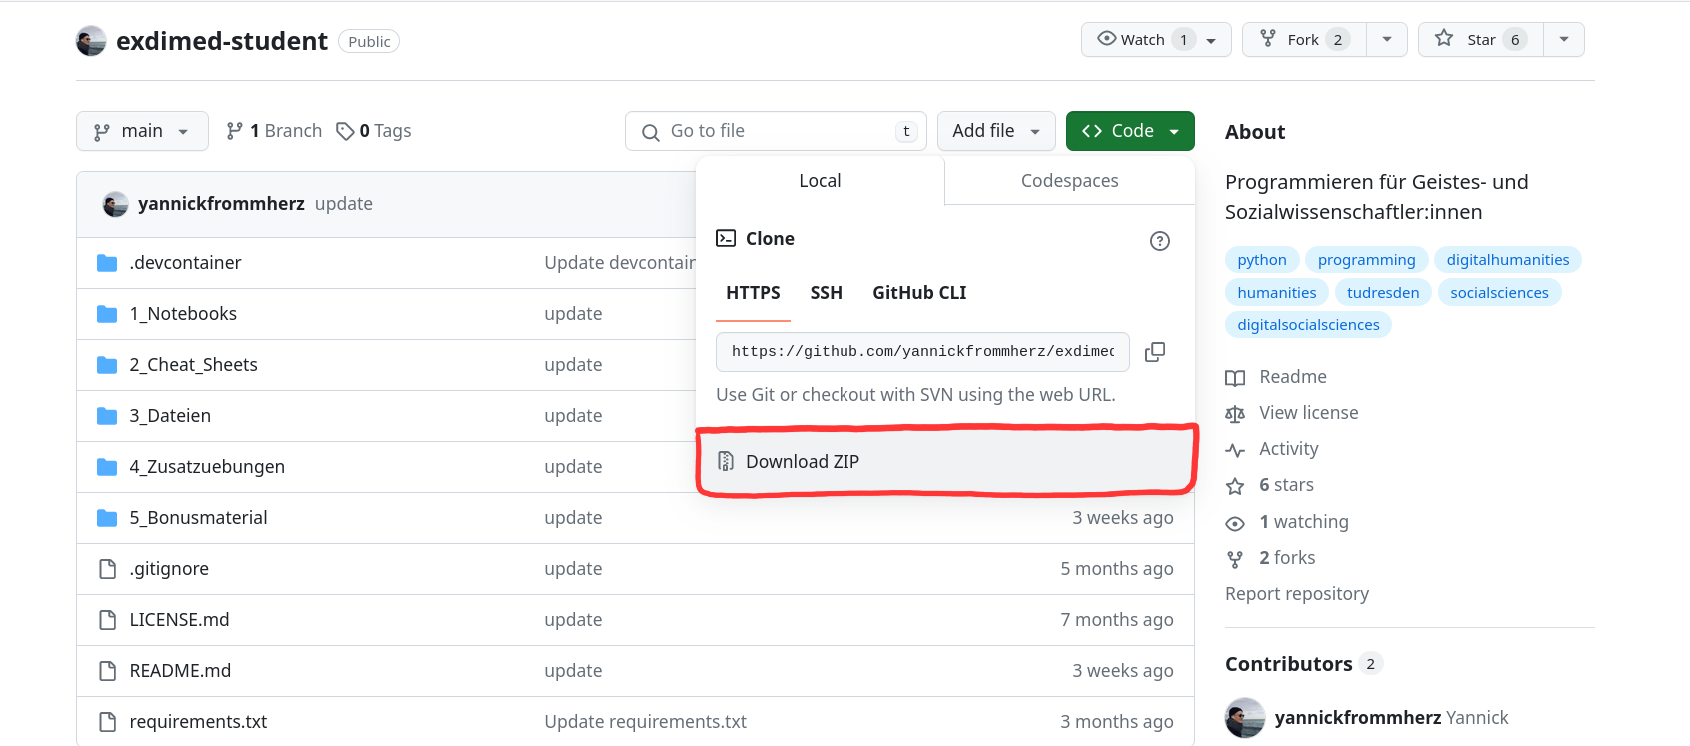 exdimed-student Public Watch 1 Fork 2 Star 6
main 1 Branch 0 Tags Go to file t Add file Code
Local Codespaces
yannickfrommherz update
Clone
.devcontainer Update devcontain
HTTPS SSH GitHub CLI
1_Notebooks update
https://github.com/yannickfrommherz/exdimed
2_Cheat_Sheets update
Use Git or checkout with SVN using the web URL.
3_Dateien update
Download ZIP
4_Zusatzuebungen update
5_Bonusmaterial update 3 weeks ago
.gitignore update 5 months ago
LICENSE.md update 7 months ago
README.md update 3 weeks ago
requirements.txt Update requirements.txt 3 months ago
About
Programmieren für Geistes- und
Sozialwissenschaftler:innen
python programming digitalhumanities
humanities tudresden socialsciences
digitalsocialsciences
Readme
View license
Activity
6 stars
1 watching
2 forks
Report repository
Contributors 2
yannickfrommherz Yannick